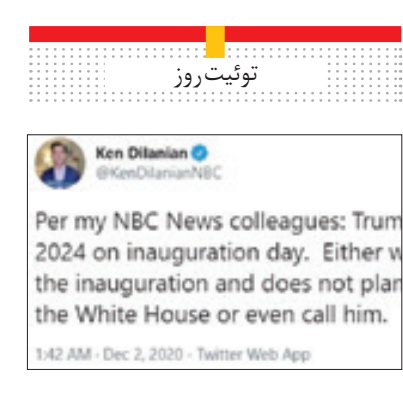 توئیت‌روز
Ken Dilanian
@KenDilanianNBC
Per my NBC News colleagues: Trum
2024 on inauguration day. Either w
the inauguration and does not plan
the White House or even call him.
1:42 AM - Dec 2, 2020 - Twitter Web App